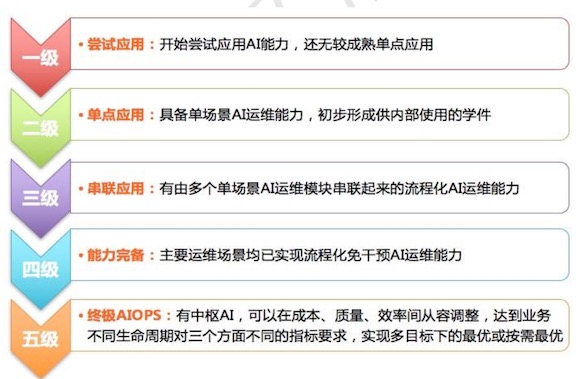 一级
•尝试应用：开始尝试应用AI能力，还无较成熟单点应用
二级
•单点应用：具备单场景AI运维能力，初步形成供内部使用的学件
三级
•串联应用：有由多个单场景AI运维模块串联起来的流程化AI运维能力
四级
•能力完备：主要运维场景均已实现流程化免干预AI运维能力
五级
•终极AIOPS：有中枢AI，可以在成本、质量、效率间从容调整，达到业务
不同生命周期对三个方面不同的指标要求，实现多目标下的最优或按需最优